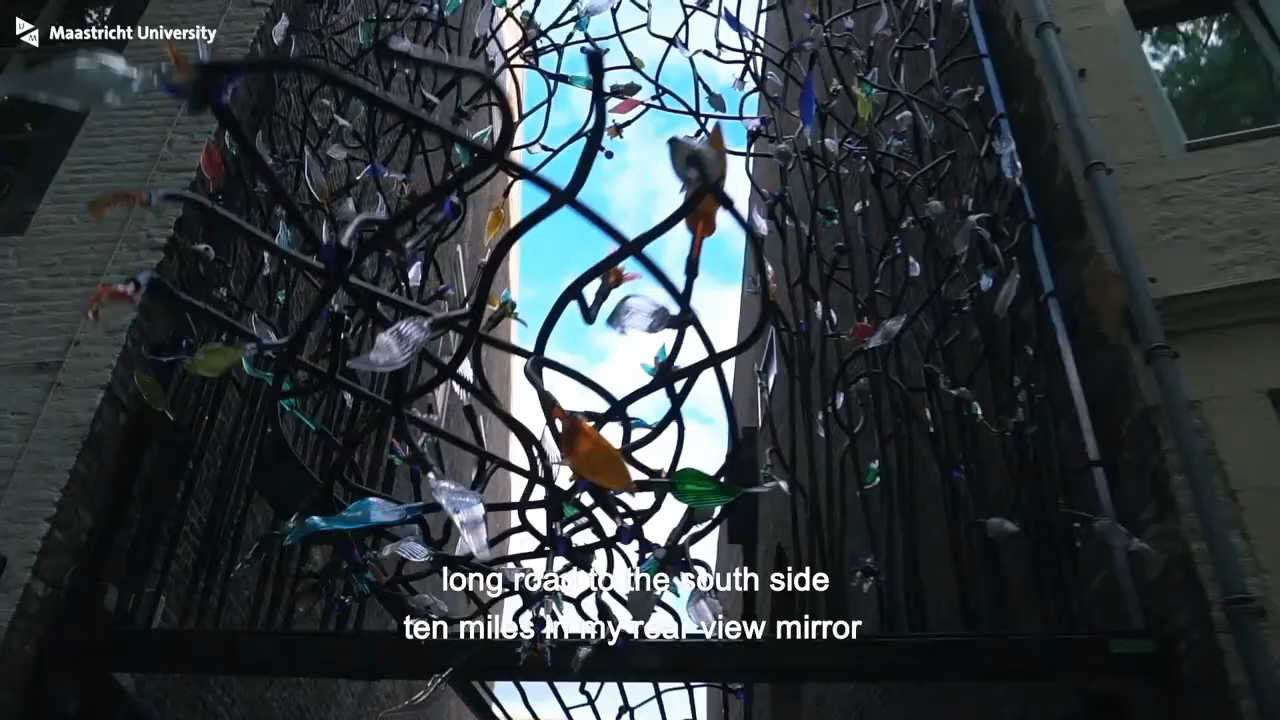 Maastricht University
long road to the south side
ten miles in my rear view mirror